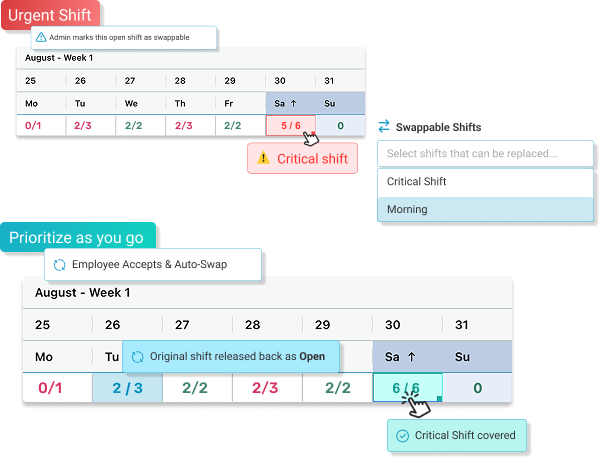 Urgent Shift
Admin marks this open shift as swappable
August - Week 1
25 26 27 28 29 30 31
Mo Tu We Th Fr Sa ↑ Su
0/1 2/3 2/2 2/3 2/2 5 / 6 0
Critical shift
Swappable Shifts
Select shifts that can be replaced...
Critical Shift
Morning
Prioritize as you go
Employee Accepts & Auto-Swap
August - Week 1
25 26 27 28 29 30 31
Mo Tu Sa ↑ Su
Original shift released back as Open
0/1 2 / 3 2/2 2/3 2/2 6 / 6 0
Critical Shift covered